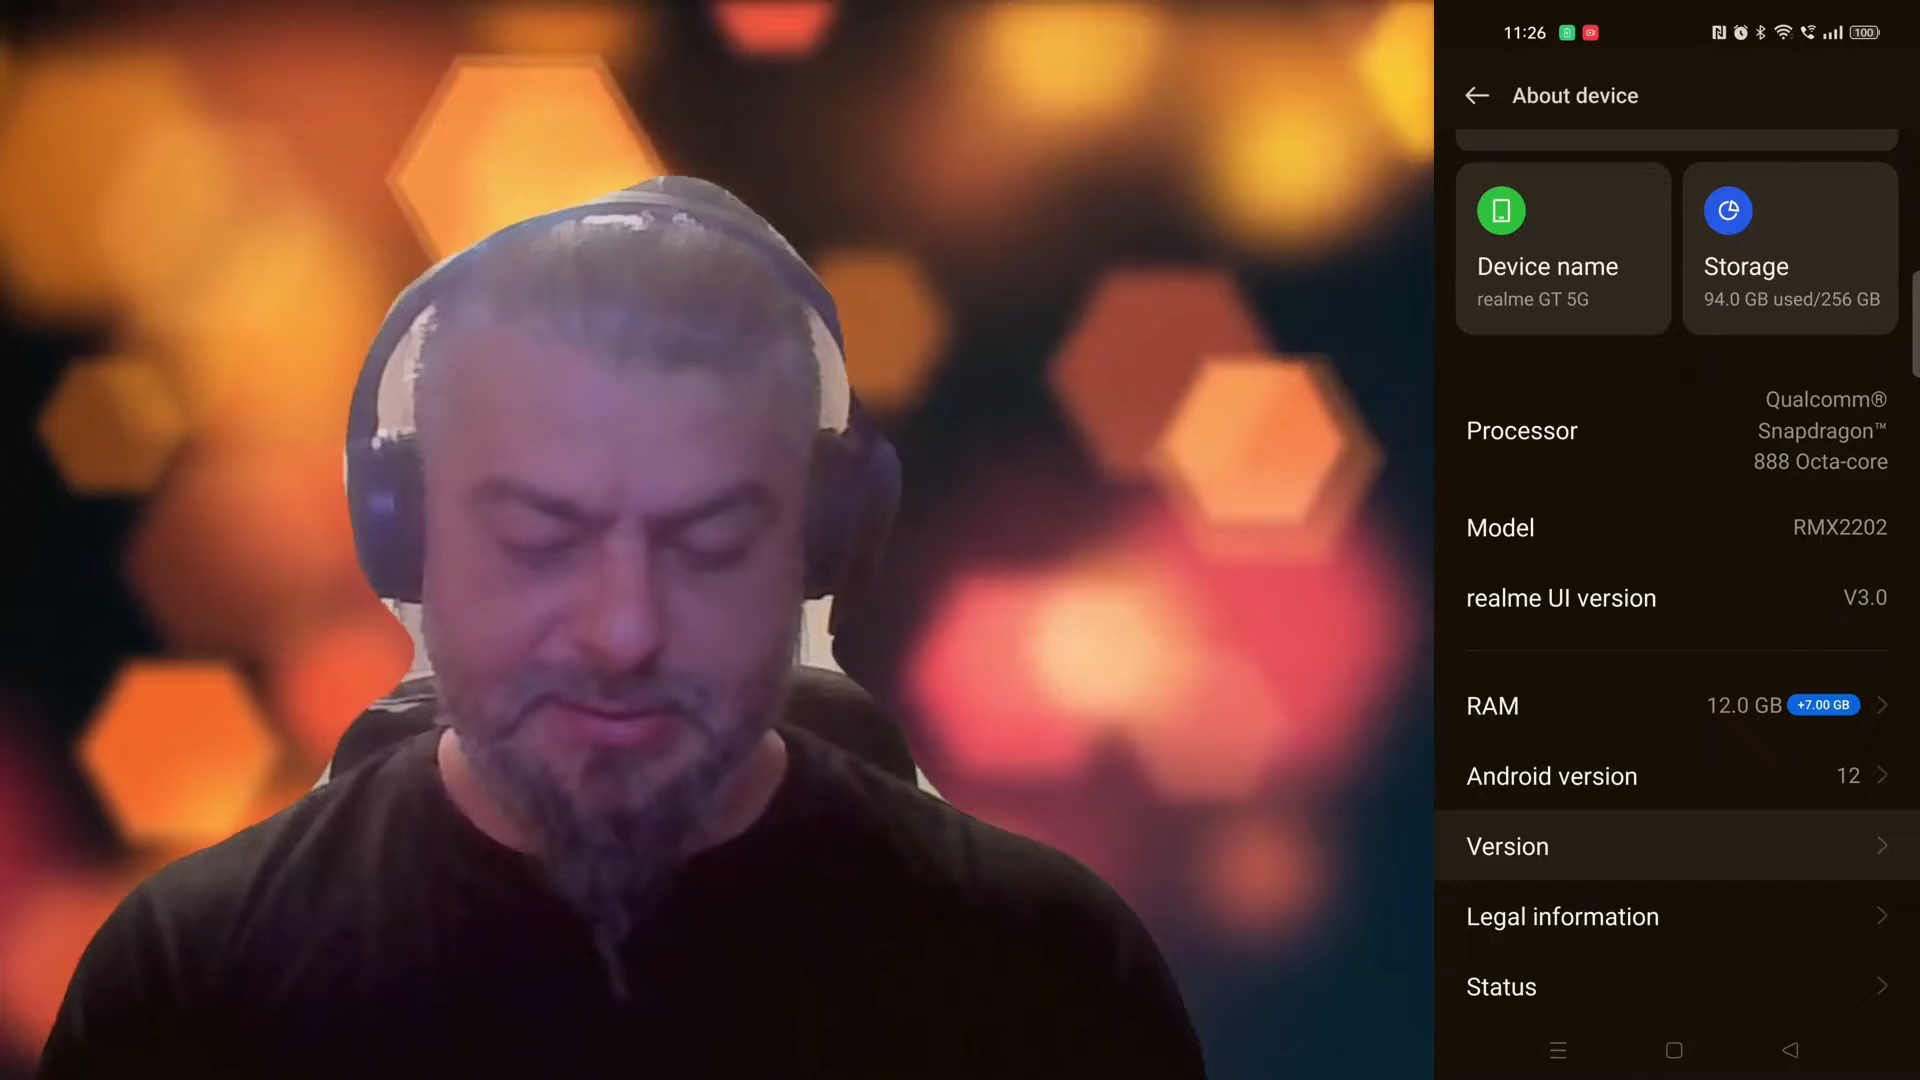 11:26
100
About device
Device name
realme GT 5G
Storage
94.0 GB used/256 GB
Processor
Qualcomm®
Snapdragon™
888 Octa-core
Model
RMX2202
realme UI version
V3.0
RAM
12.0 GB +7.00 GB
Android version
12
Version
Legal information
Status